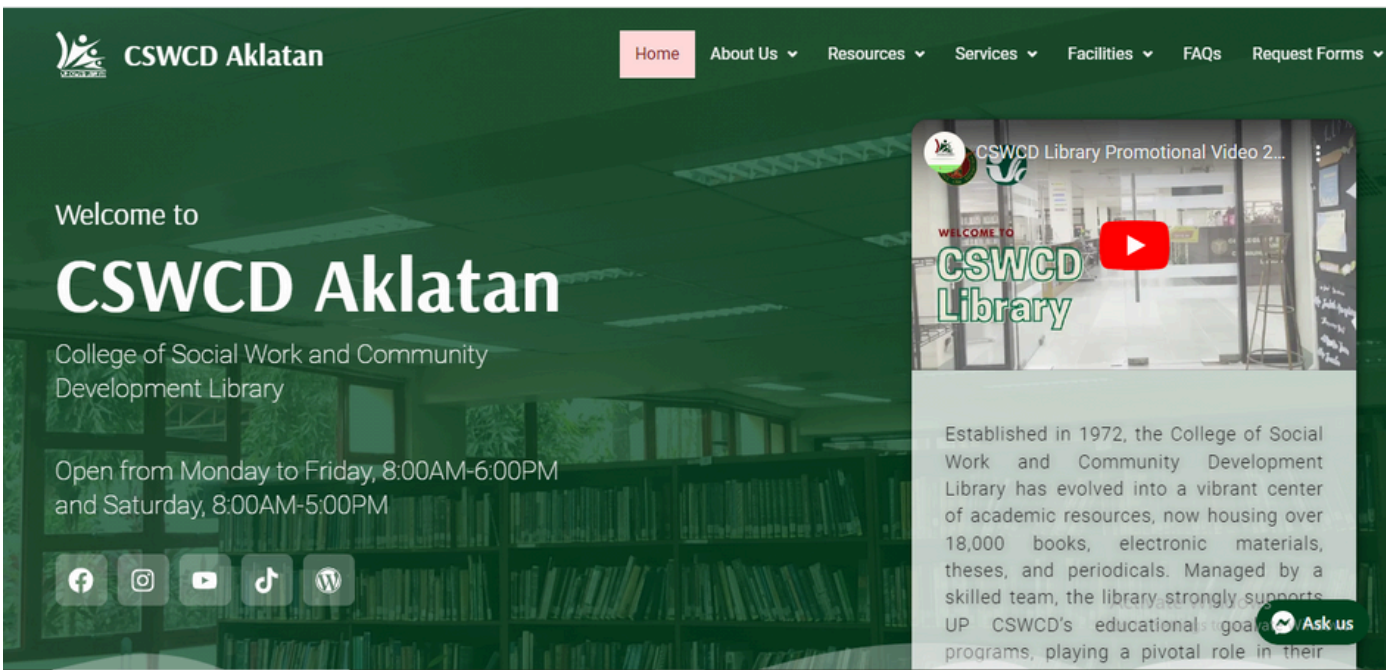 CSWCD Aklatan
Home
About Us
Resources
Services
Facilities
FAQs
Request Forms
Welcome to
CSWCD Aklatan
College of Social Work and Community
Development Library
Open from Monday to Friday, 8:00AM-6:00PM
and Saturday, 8:00AM-5:00PM
CSWCD Library Promotional Video 2...
WELCOME TO
CSWCD
Library
Established in 1972, the College of Social
Work and Community Development
Library has evolved into a vibrant center
of academic resources, now housing over
18,000 books, electronic materials,
theses, and periodicals. Managed by a
skilled team, the library strongly supports
UP CSWCD's educational
programs, playing a pivotal role in their
Activate Windows
Ask us